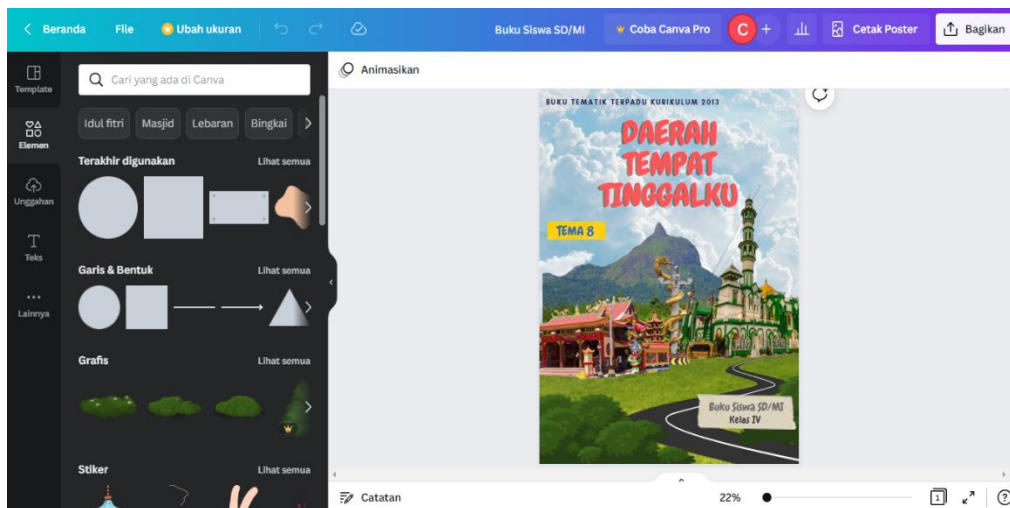 Beranda File Ubah ukuran Buku Siswa SD/MI Coba Canva Pro C + Cetak Poster Bagikan
Template
Elemen
Unggahan
Teks
Lainnya
Cari yang ada di Canva
Idul fitri Masjid Lebaran Bingkai
Terakhir digunakan Lihat semua
Garis & Bentuk Lihat semua
Grafis Lihat semua
Stiker Lihat semua
Animasikan
BUKU TEMATIK TERPADU KURIKULUM 2013
DAERAH
TEMPAT
TINGGALKU
TEMA 8
Buku Siswa SD/MI
Kelas IV
Catatan 22% 1 ?